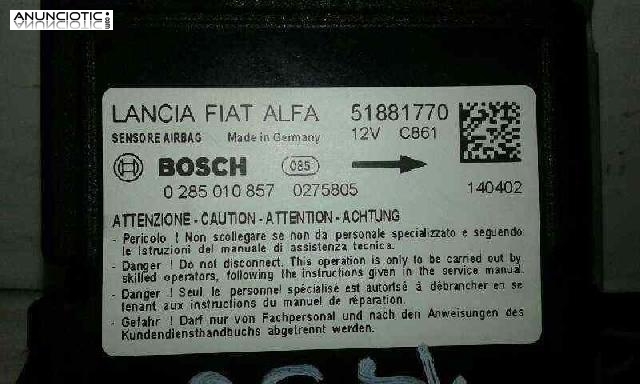 ANUNCIOTIC.es
LANCIA FIAT ALFA 51881770
SENSORE AIRBAG Made in Germany 12V C861
BOSCH 085
0 285 010 857 0275805 140402
ATTENZIONE - CAUTION - ATTENTION - ACHTUNG
- Pericolo ! Non scollegare se non da personale specializzato e seguendo
le istruzioni del manuale di assistenza tecnica.
- Danger ! Do not disconnect. This operation is only to be carried out by
skilled operators, following the instructions given in the service manual.
- Danger ! Seul le personnel spécialisé est autorisé à débrancher en se
tenant aux instructions du manuel de réparation.
- Gefahr ! Darf nur von Fachpersonal und nach den Anweisungen des
Kundendiensthandbuchs abgetrennt werden.